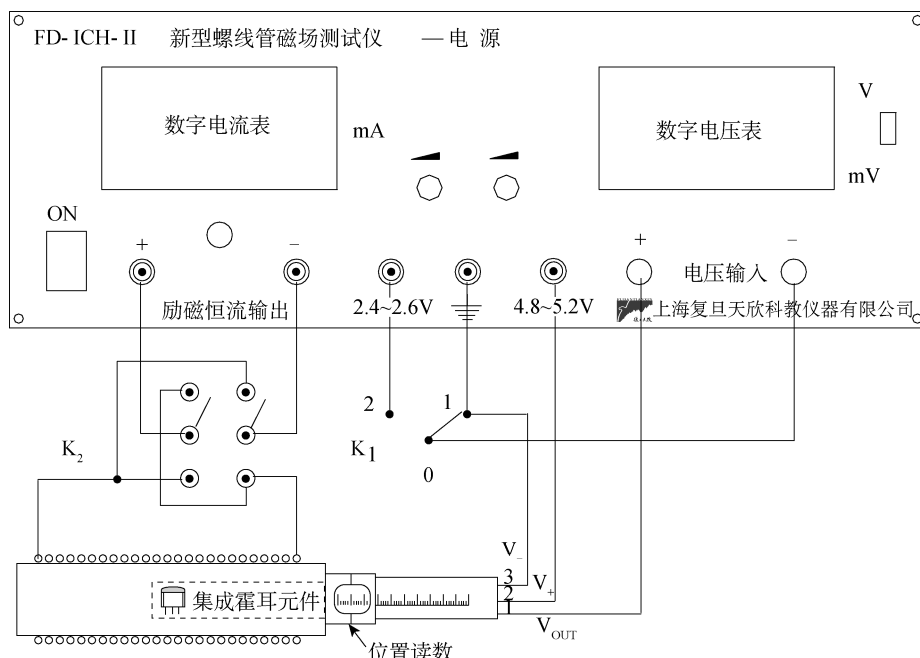 FD-ICH-II 新型螺线管磁场测试仪 —电 源
数字电流表
mA
数字电压表
V
mV
ON
+
−
+
−
励磁恒流输出
2.4~2.6V
4.8~5.2V
电压输入
上海复旦天欣科教仪器有限公司
2
1
K1
0
K2
V−
3
2
1
V+
VOUT
集成霍耳元件
位置读数